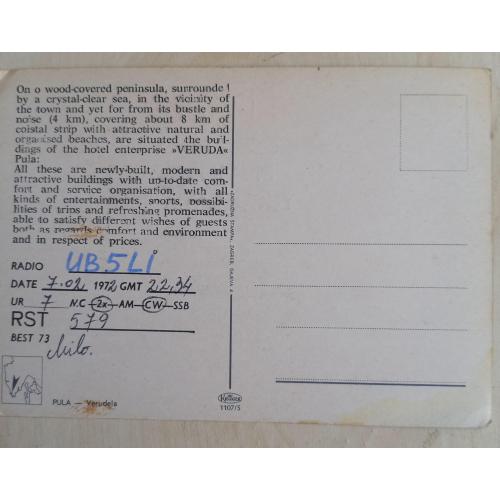 On o wood-covered peninsula, surrounde
by a crystal-clear sea, in the vicinity of
the town and yet far from its bustle and
noise (4 km), covering about 8 km of
coistal strip with attractive natural and
organised beaches, are situated the buil-
dings of the hotel enterprise »VERUDA«
Pula:
All these are newly-built, modern and
attractive buildings with up-to-date com-
fort and service organisation, with all
kinds of entertainments, sports, possibi-
lities of trips and refreshing promenades,
able to satisfy different wishes of guests
both as regards comfort and environment
and in respect of prices.
RADIO UB5LI
DATE 7.02 1972 GMT 22,34
UR 7 NC 2x AM CW SSB
RST 579
BEST 73
Milo.
PULA — Verudela
ZAGREB
1107/5